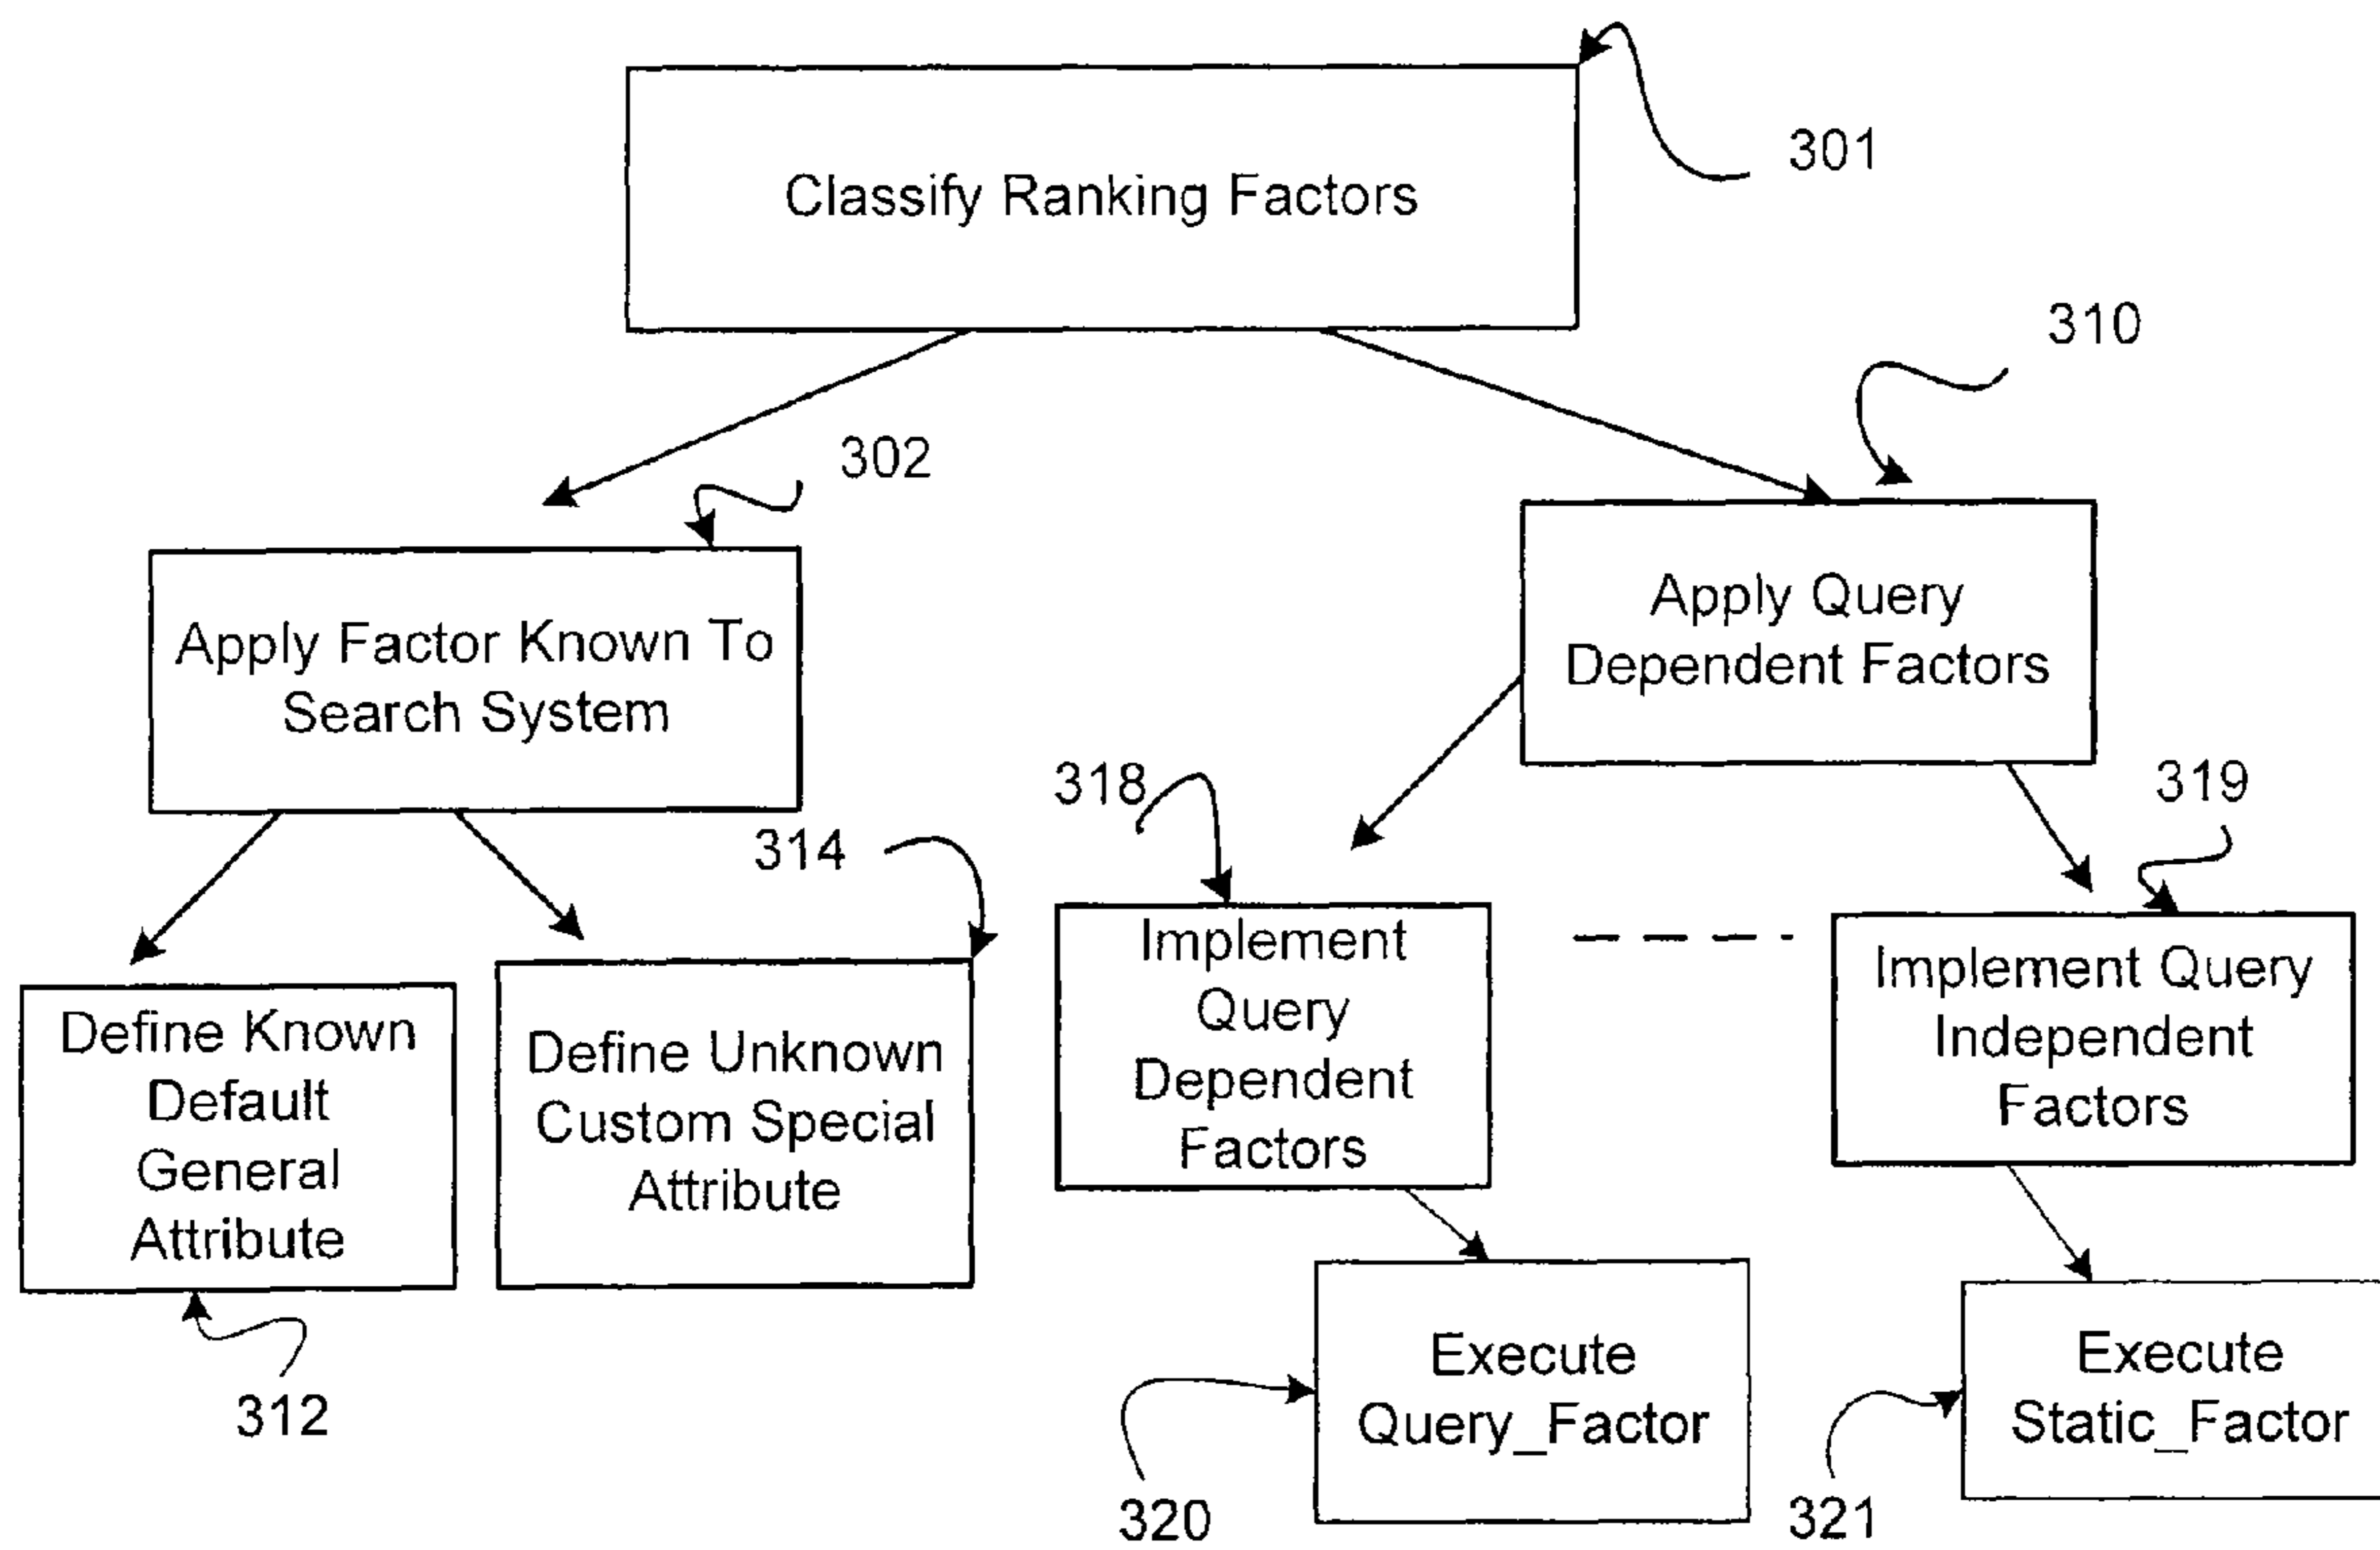 Classify Ranking Factors
301
310
302
Apply Factor Known To
Search System
Apply Query
Dependent Factors
318
319
314
Define Known
Default
General
Attribute
Define Unknown
Custom Special
Attribute
Implement
Query
Dependent
Factors
Implement Query
Independent
Factors
312
Execute
Query_Factor
Execute
Static_Factor
320
321